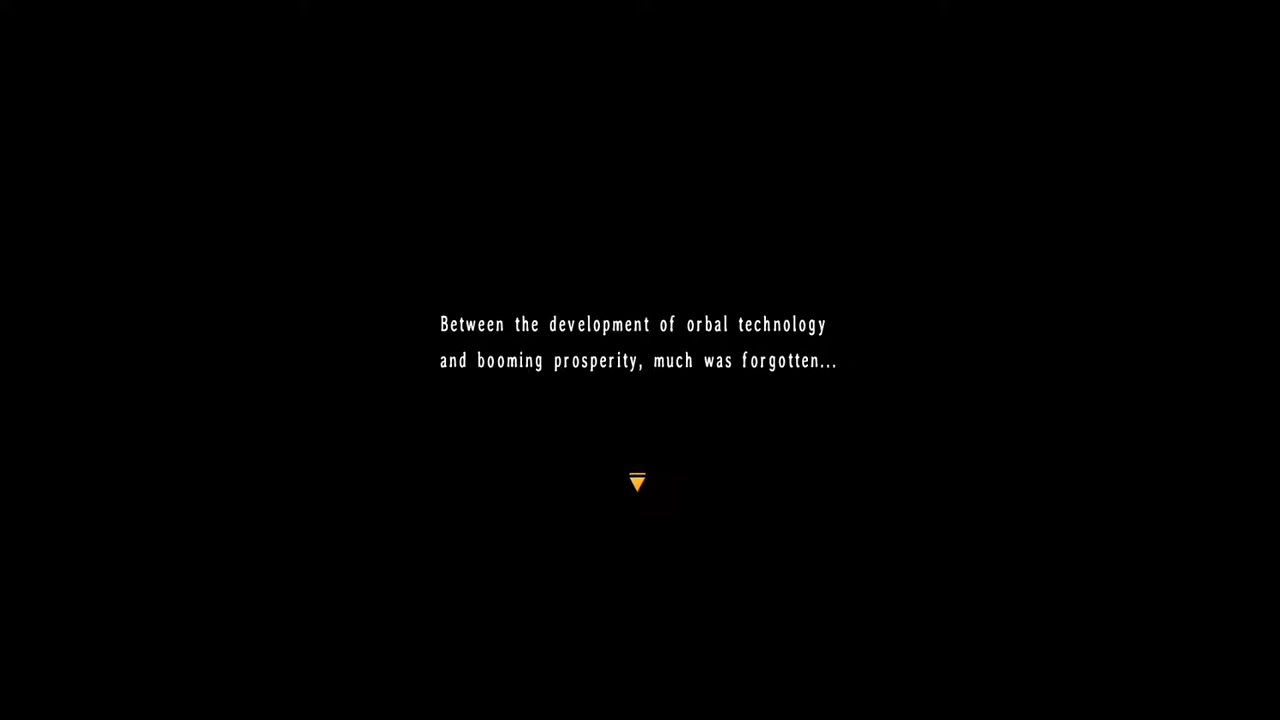 Between the development of orbal technology
and booming prosperity, much was forgotten...